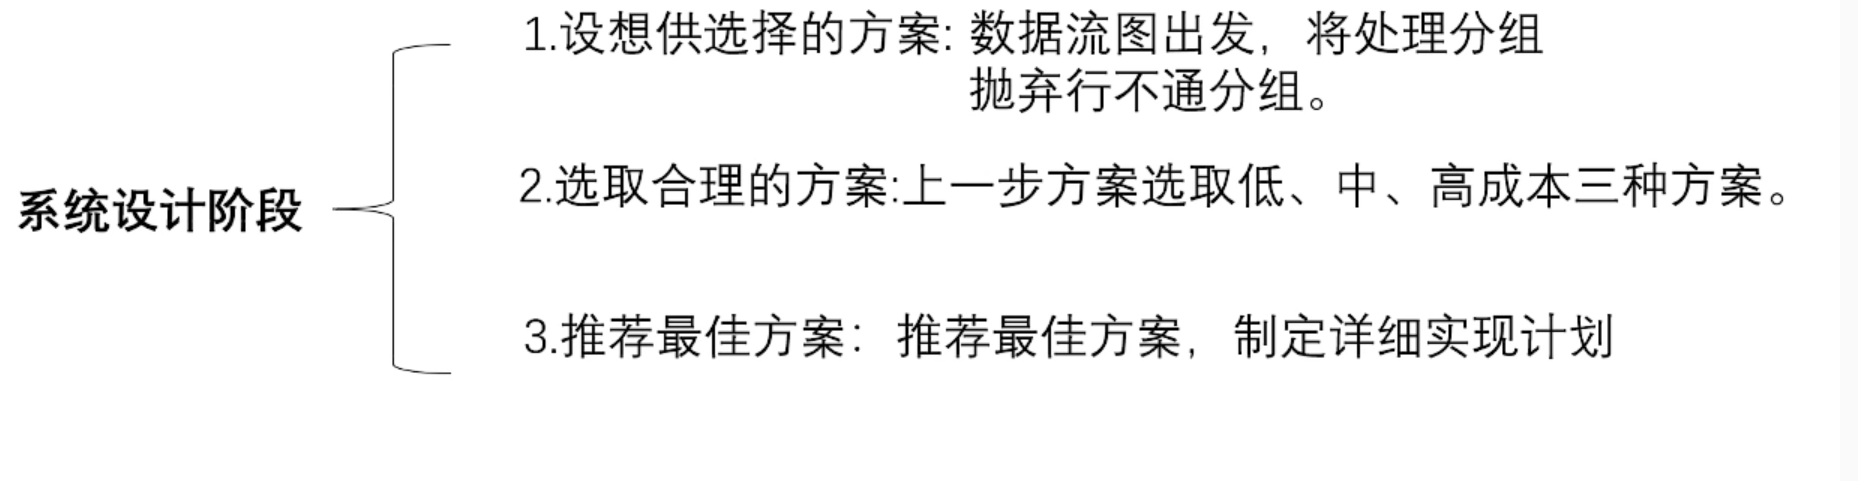 1.设想供选择的方案: 数据流图出发，将处理分组
抛弃行不通分组。
2.选取合理的方案:上一步方案选取低、中、高成本三种方案。
系统设计阶段
3.推荐最佳方案：推荐最佳方案，制定详细实现计划